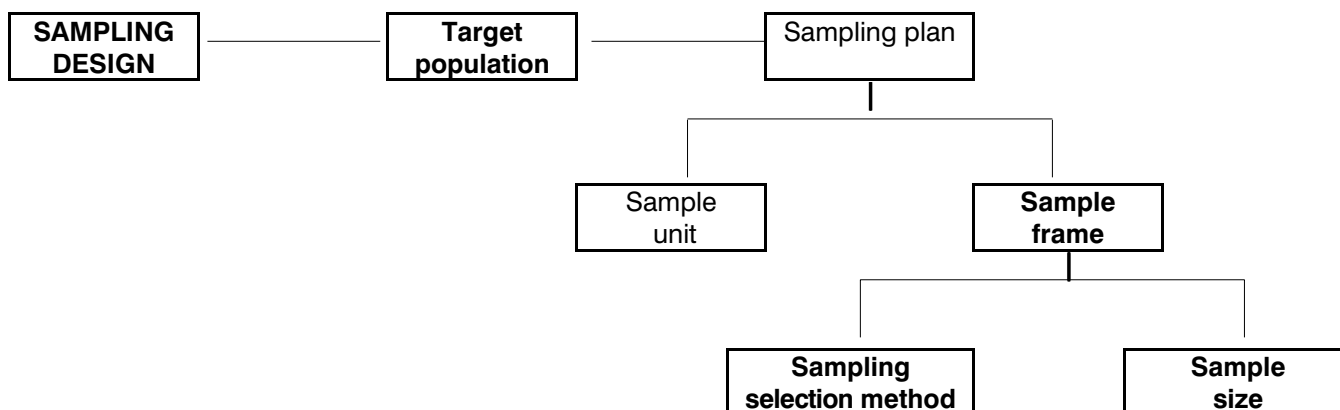 SAMPLING
DESIGN
Target
population
Sampling plan
Sample
unit
Sample
frame
Sampling
selection method
Sample
size